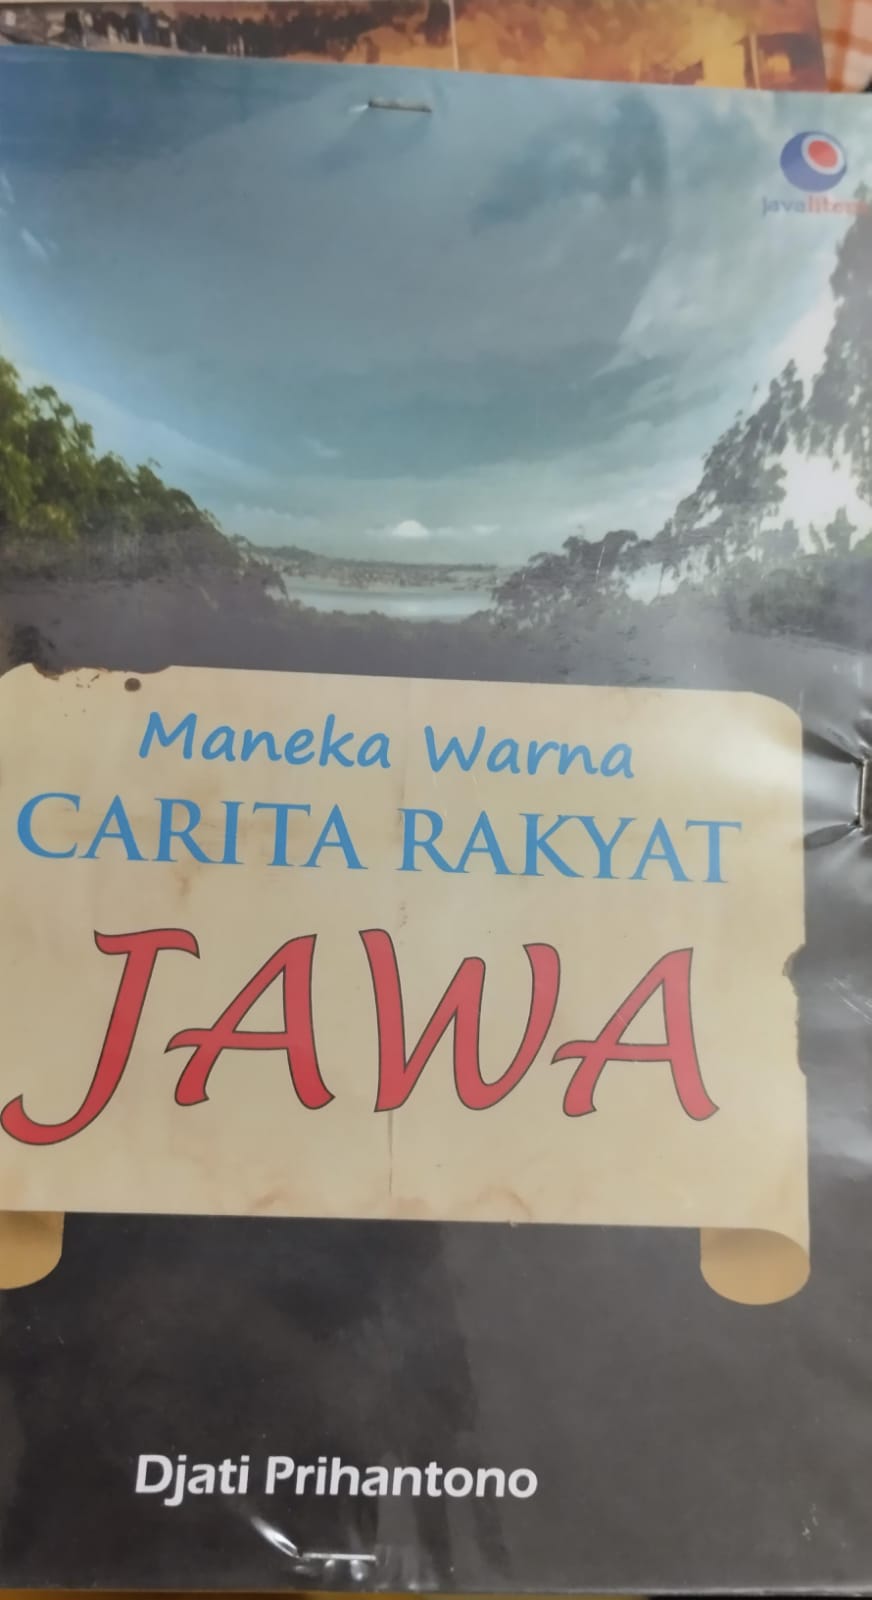 Maneka Warna
CARITA RAKYAT
JAWA
Djati Prihantono